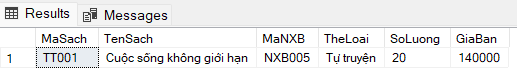 Results Messages
MaSach TenSach MaNXB TheLoai SoLuong GiaBan
1 TT001 Cuộc sống không giới hạn NXB005 Tự truyện 20 140000